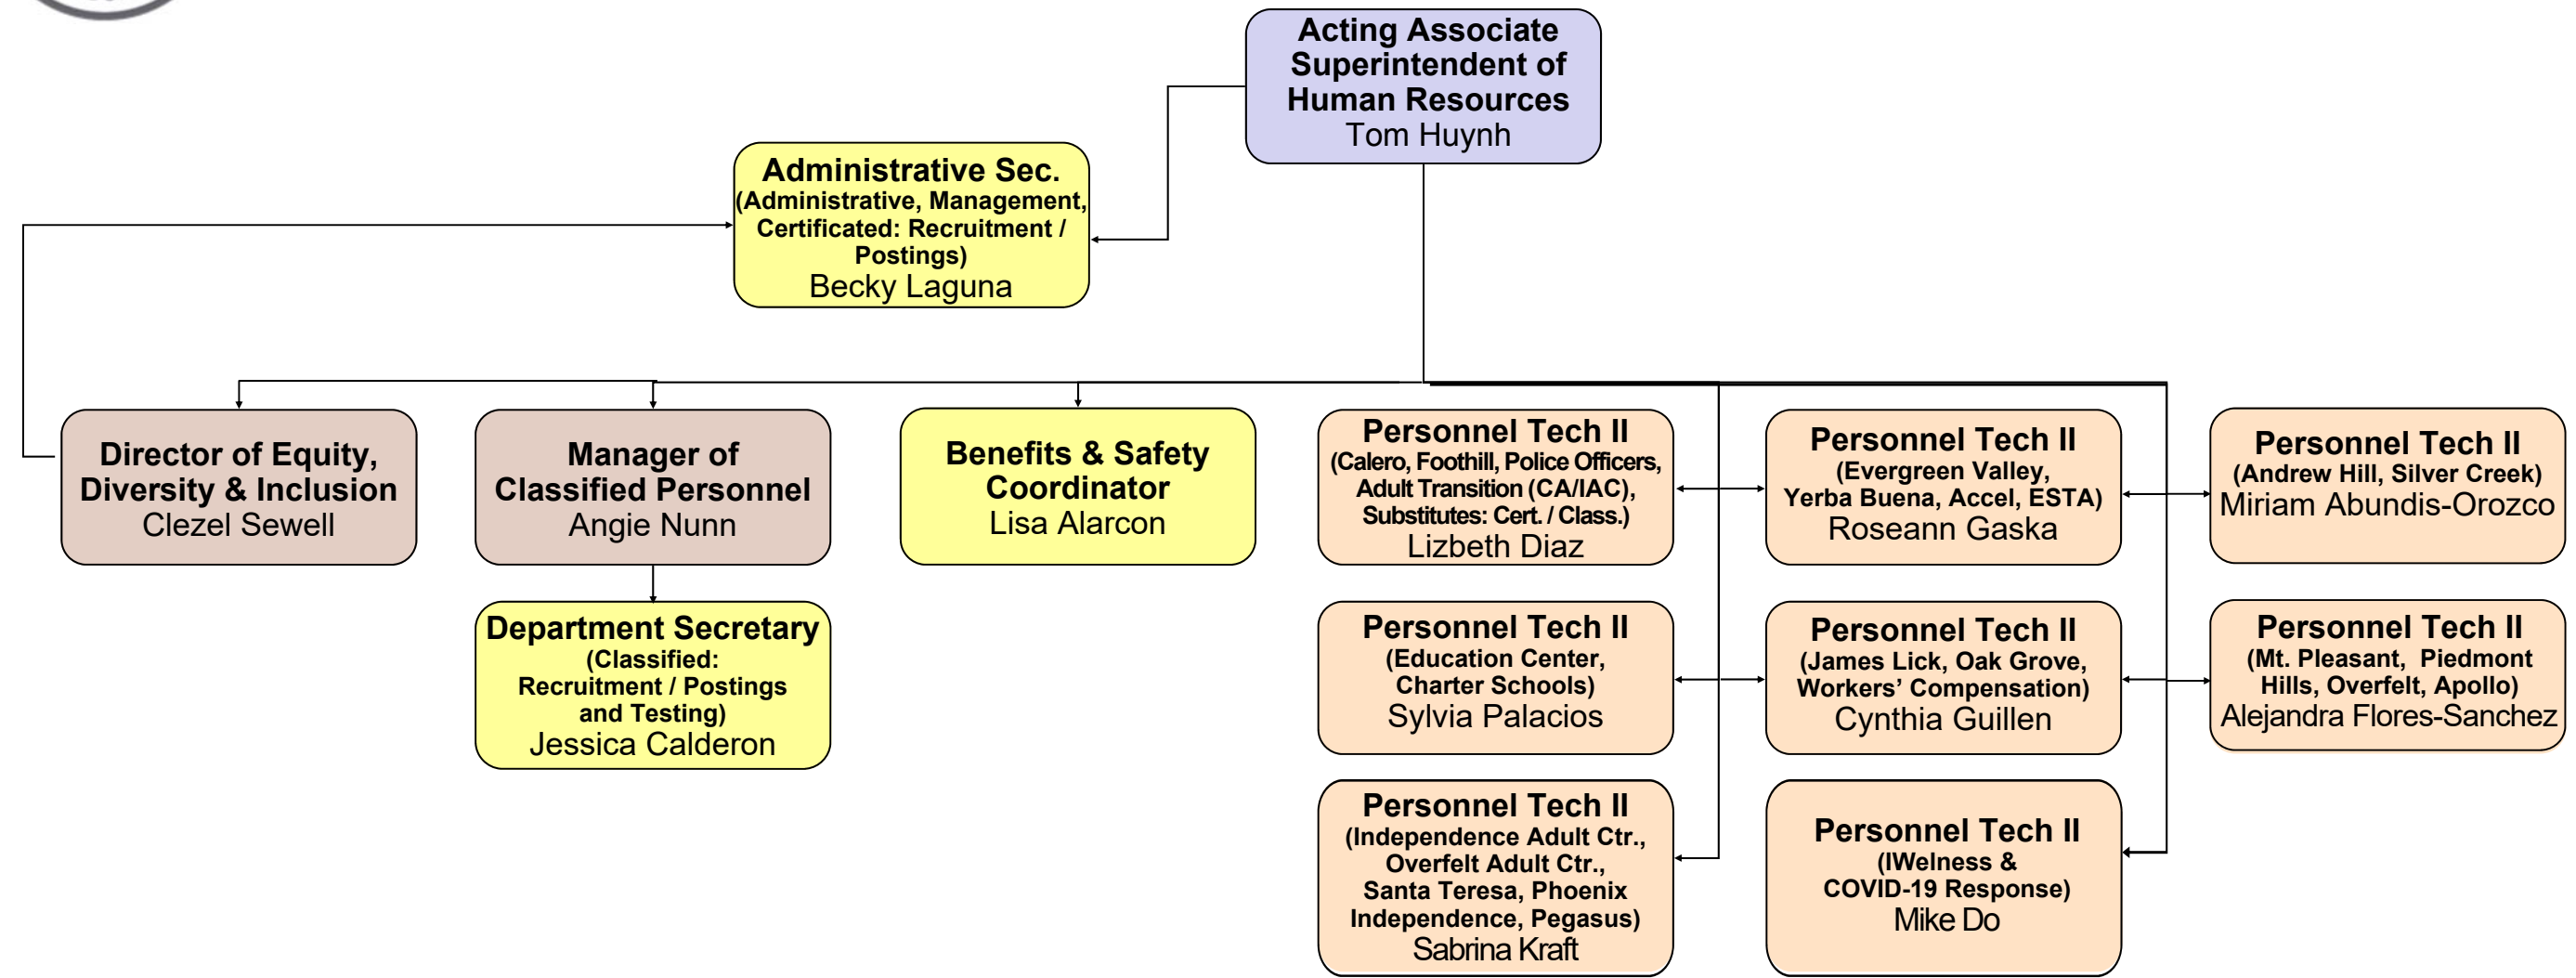 Acting Associate
Superintendent of
Human Resources
Tom Huynh
Administrative Sec.
(Administrative, Management,
Certificated: Recruitment /
Postings)
Becky Laguna
Director of Equity,
Diversity & Inclusion
Clezel Sewell
Manager of
Classified Personnel
Angie Nunn
Benefits & Safety
Coordinator
Lisa Alarcon
Personnel Tech II
(Calero, Foothill, Police Officers,
Adult Transition (CA/IAC),
Substitutes: Cert. / Class.)
Lizbeth Diaz
Personnel Tech II
(Evergreen Valley,
Yerba Buena, Accel, ESTA)
Roseann Gaska
Personnel Tech II
(Andrew Hill, Silver Creek)
Miriam Abundis-Orozco
Department Secretary
(Classified:
Recruitment / Postings
and Testing)
Jessica Calderon
Personnel Tech II
(Education Center,
Charter Schools)
Sylvia Palacios
Personnel Tech II
(James Lick, Oak Grove,
Workers’ Compensation)
Cynthia Guillen
Personnel Tech II
(Mt. Pleasant, Piedmont
Hills, Overfelt, Apollo)
Alejandra Flores-Sanchez
Personnel Tech II
(Independence Adult Ctr.,
Overfelt Adult Ctr.,
Santa Teresa, Phoenix
Independence, Pegasus)
Sabrina Kraft
Personnel Tech II
(IWelness &
COVID-19 Response)
Mike Do